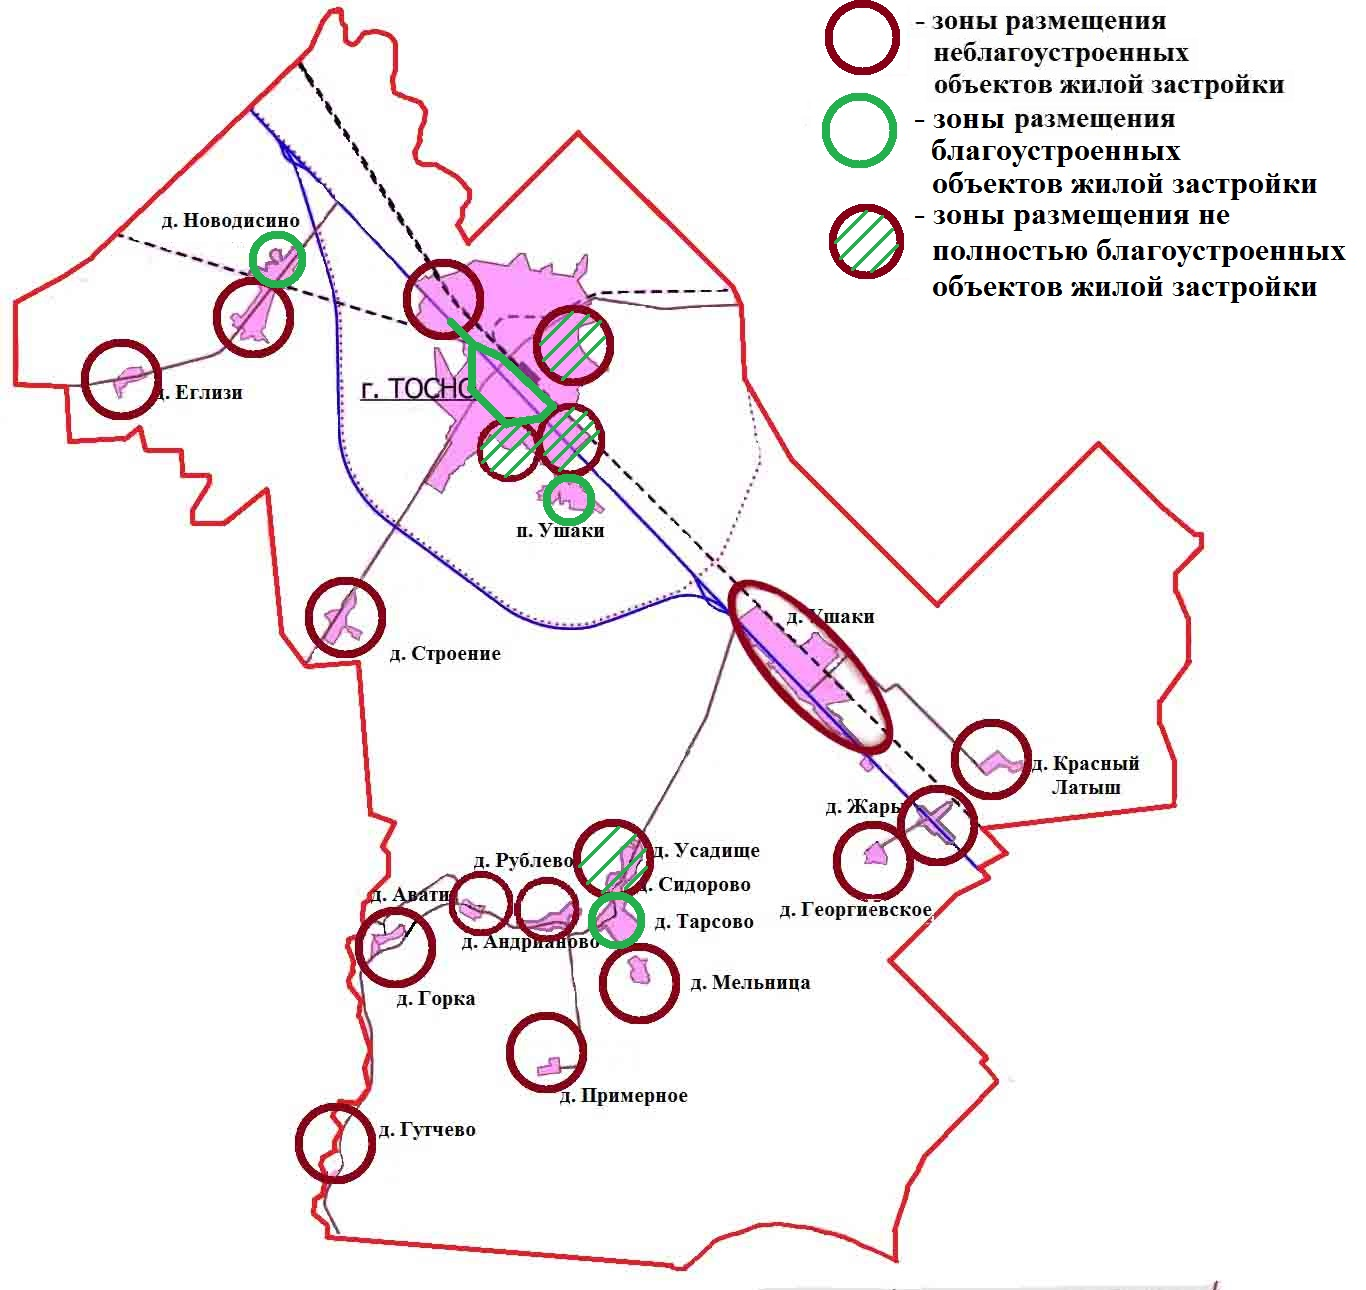 - зоны размещения
неблагоустроенных
объектов жилой застройки
- зоны размещения
благоустроенных
объектов жилой застройки
- зоны размещения не
полностью благоустроенных
объектов жилой застройки
д. Новодисино
д. Еглизи
г. ТОСНО
п. Ушаки
д. Строение
д. Ушаки
д. Красный
Латыш
д. Жары
д. Георгиевское
д. Усадище
д. Рублево
д. Сидорово
д. Авати
д. Тарсово
д. Андрианово
д. Мельница
д. Горка
д. Примерное
д. Гутчево